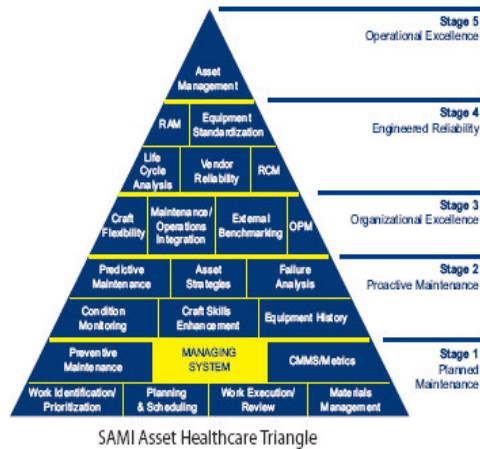 Asset
Management
Stage 5
Operational Excellence
RAM
Equipment
Standardization
Life
Cycle
Analysis
Vendor
Reliability
RCM
Stage 4
Engineered Reliability
Craft
Flexibility
Maintenance/
Operations
Integration
External
Benchmarking
OPM
Stage 3
Organizational Excellence
Predictive
Maintenance
Asset
Strategies
Failure
Analysis
Condition
Monitoring
Craft Skills
Enhancement
Equipment History
Stage 2
Proactive Maintenance
Preventive
Maintenance
MANAGING
SYSTEM
CMMS/Metrics
Work Identification/
Prioritization
Planning
& Scheduling
Work Execution/
Review
Materials
Management
Stage 1
Planned
Maintenance
SAMI Asset Healthcare Triangle